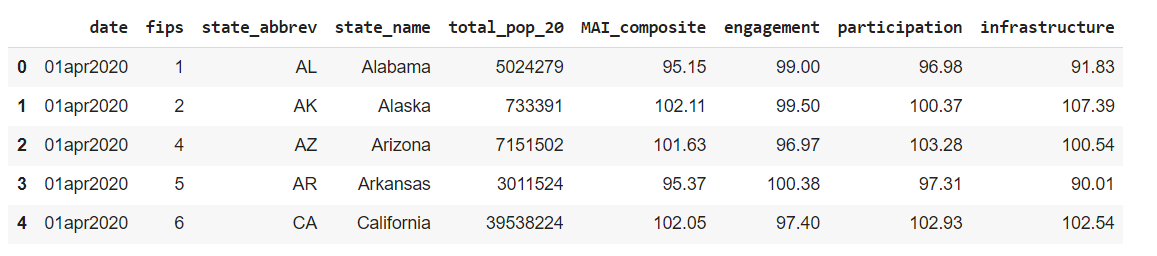 date fips state_abbrev state_name total_pop_20 MAI_composite engagement participation infrastructure
0 01apr2020 1 AL Alabama 5024279 95.15 99.00 96.98 91.83
1 01apr2020 2 AK Alaska 733391 102.11 99.50 100.37 107.39
2 01apr2020 4 AZ Arizona 7151502 101.63 96.97 103.28 100.54
3 01apr2020 5 AR Arkansas 3011524 95.37 100.38 97.31 90.01
4 01apr2020 6 CA California 39538224 102.05 97.40 102.93 102.54